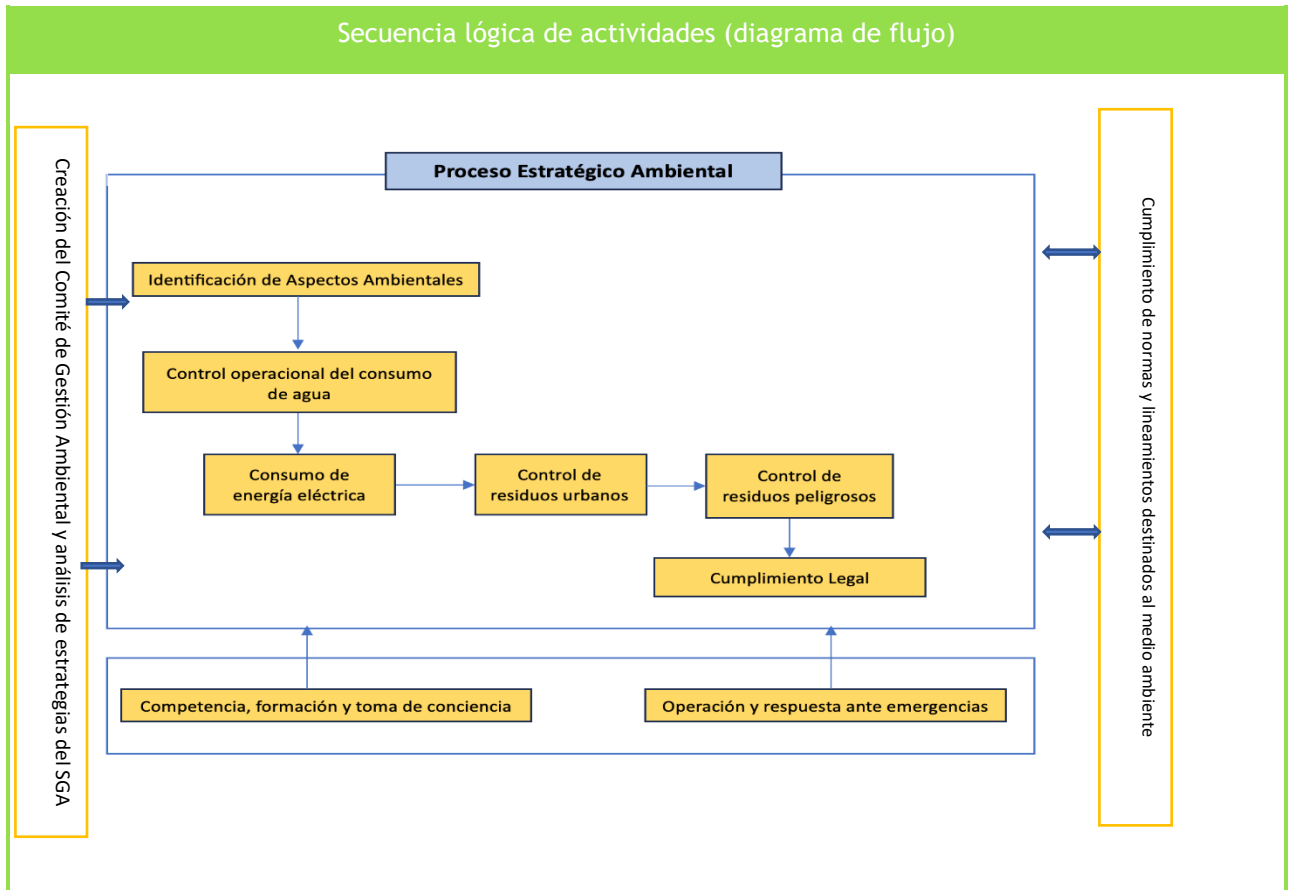 Secuencia lógica de actividades (diagrama de flujo)
Creación del Comité de Gestión Ambiental y análisis de estrategias del SGA
Proceso Estratégico Ambiental
Identificación de Aspectos Ambientales
Control operacional del consumo
de agua
Consumo de
energía eléctrica
Control de
residuos urbanos
Control de
residuos peligrosos
Cumplimiento Legal
Competencia, formación y toma de conciencia
Operación y respuesta ante emergencias
Cumplimiento de normas y lineamientos destinados al medio ambiente